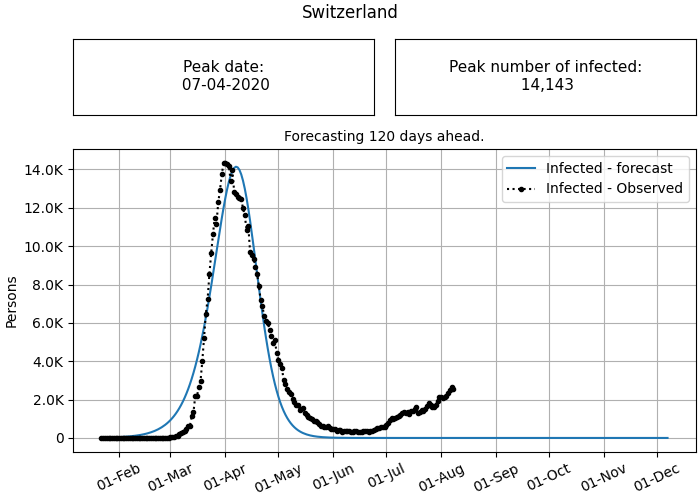 Switzerland
Peak date:
07-04-2020
Peak number of infected:
14,143
Forecasting 120 days ahead.
Infected - forecast
Infected - Observed
Persons
14.0K
12.0K
10.0K
8.0K
6.0K
4.0K
2.0K
0
01-Feb
01-Mar
01-Apr
01-May
01-Jun
01-Jul
01-Aug
01-Sep
01-Oct
01-Nov
01-Dec